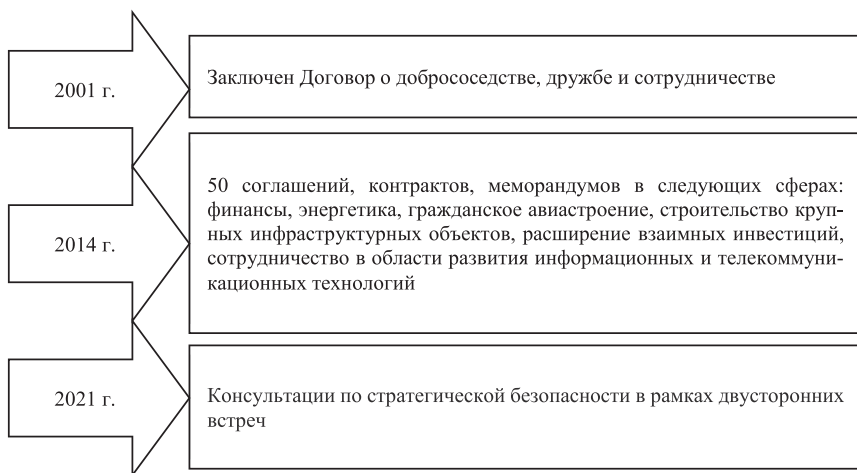 2001 г.
Заключен Договор о добрососедстве, дружбе и сотрудничестве
2014 г.
50 соглашений, контрактов, меморандумов в следующих сферах:
финансы, энергетика, гражданское авиастроение, строительство круп-
ных инфраструктурных объектов, расширение взаимных инвестиций,
сотрудничество в области развития информационных и телекоммуни-
кационных технологий
2021 г.
Консультации по стратегической безопасности в рамках двусторонних
встреч